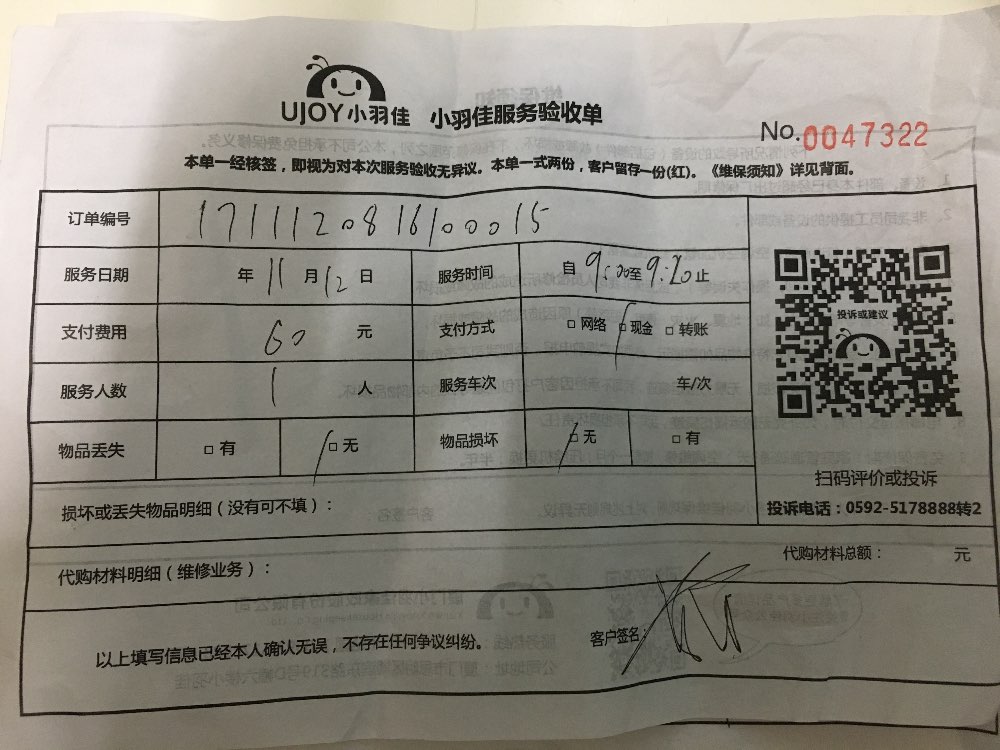 UJOY小羽佳 小羽佳服务验收单
No.0047322
本单一经核签，即视为对本次服务验收无异议。本单一式两份，客户留存一份(红)。《维保须知》详见背面。
订单编号 1711120816100015
服务日期 年 11 月 12 日 服务时间 自 9:00 至 9:20 止
投诉或建议
支付费用 60 元 支付方式 □ 网络 □ 现金 □ 转账
服务人数 1 人 服务车次 车/次
物品丢失 □ 有 □ 无 物品损坏 □ 无 □ 有
扫码评价或投诉
投诉电话：0592-5178888转2
损坏或丢失物品明细（没有可不填）：
代购材料总额： 元
代购材料明细（维修业务）：
客户签名：
以上填写信息已经本人确认无误，不存在任何争议纠纷。